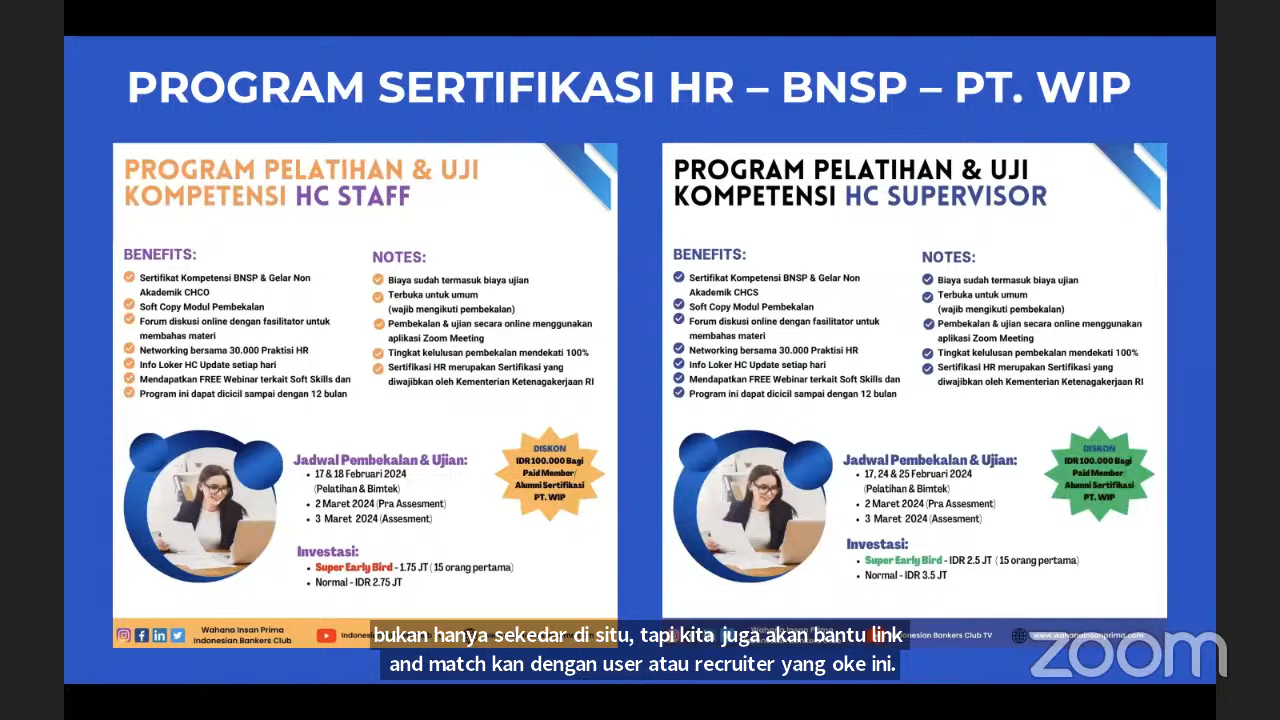 PROGRAM SERTIFIKASI HR – BNSP – PT. WIP
PROGRAM PELATIHAN & UJI
KOMPETENSI HC STAFF
BENEFITS:
Sertifikat Kompetensi BNSP & Gelar Non
Akademik CHCO
Soft Copy Modul Pembekalan
Forum diskusi online dengan fasilitator untuk
membahas materi
Networking bersama 30.000 Praktisi HR
Info Loker HC Update setiap hari
Mendapatkan FREE Webinar terkait Soft Skills dan
Program ini dapat dicicil sampai dengan 12 bulan
NOTES:
Biaya sudah termasuk biaya ujian
Terbuka untuk umum
(wajib mengikuti pembekalan)
Pembekalan & ujian secara online menggunakan
aplikasi Zoom Meeting
Tingkat kelulusan pembekalan mendekati 100%
Sertifikasi HR merupakan Sertifikasi yang
diwajibkan oleh Kementerian Ketenagakerjaan RI
Jadwal Pembekalan & Ujian:
• 17 & 18 Februari 2024
(Pelatihan & Bimtek)
• 2 Maret 2024 (Pra Assesment)
• 3 Maret 2024 (Assesment)
Investasi:
• Super Early Bird - 1.75 JT ( 15 orang pertama)
• Normal - IDR 2.75 JT
DISKON
IDR 100.000 Bagi
Paid Member/
Alumni Sertifikasi
PT. WIP
Wahana Insan Prima
Indonesian Bankers Club
PROGRAM PELATIHAN & UJI
KOMPETENSI HC SUPERVISOR
BENEFITS:
Sertifikat Kompetensi BNSP & Gelar Non
Akademik CHCS
Soft Copy Modul Pembekalan
Forum diskusi online dengan fasilitator untuk
membahas materi
Networking bersama 30.000 Praktisi HR
Info Loker HC Update setiap hari
Mendapatkan FREE Webinar terkait Soft Skills dan
Program ini dapat dicicil sampai dengan 12 bulan
NOTES:
Biaya sudah termasuk biaya ujian
Terbuka untuk umum
(wajib mengikuti pembekalan)
Pembekalan & ujian secara online menggunakan
aplikasi Zoom Meeting
Tingkat kelulusan pembekalan mendekati 100%
Sertifikasi HR merupakan Sertifikasi yang
diwajibkan oleh Kementerian Ketenagakerjaan RI
Jadwal Pembekalan & Ujian:
• 17, 24 & 25 Februari 2024
(Pelatihan & Bimtek)
• 2 Maret 2024 (Pra Assesment)
• 3 Maret 2024 (Assesment)
Investasi:
• Super Early Bird - IDR 2.5 JT ( 15 orang pertama)
• Normal - IDR 3.5 JT
DISKON
IDR 100.000 Bagi
Paid Member/
Alumni Sertifikasi
PT. WIP
Indonesian Bankers Club TV
www.wahanainsanprima.com
bukan hanya sekedar di situ, tapi kita juga akan bantu link
and match kan dengan user atau recruiter yang oke ini.
zoom